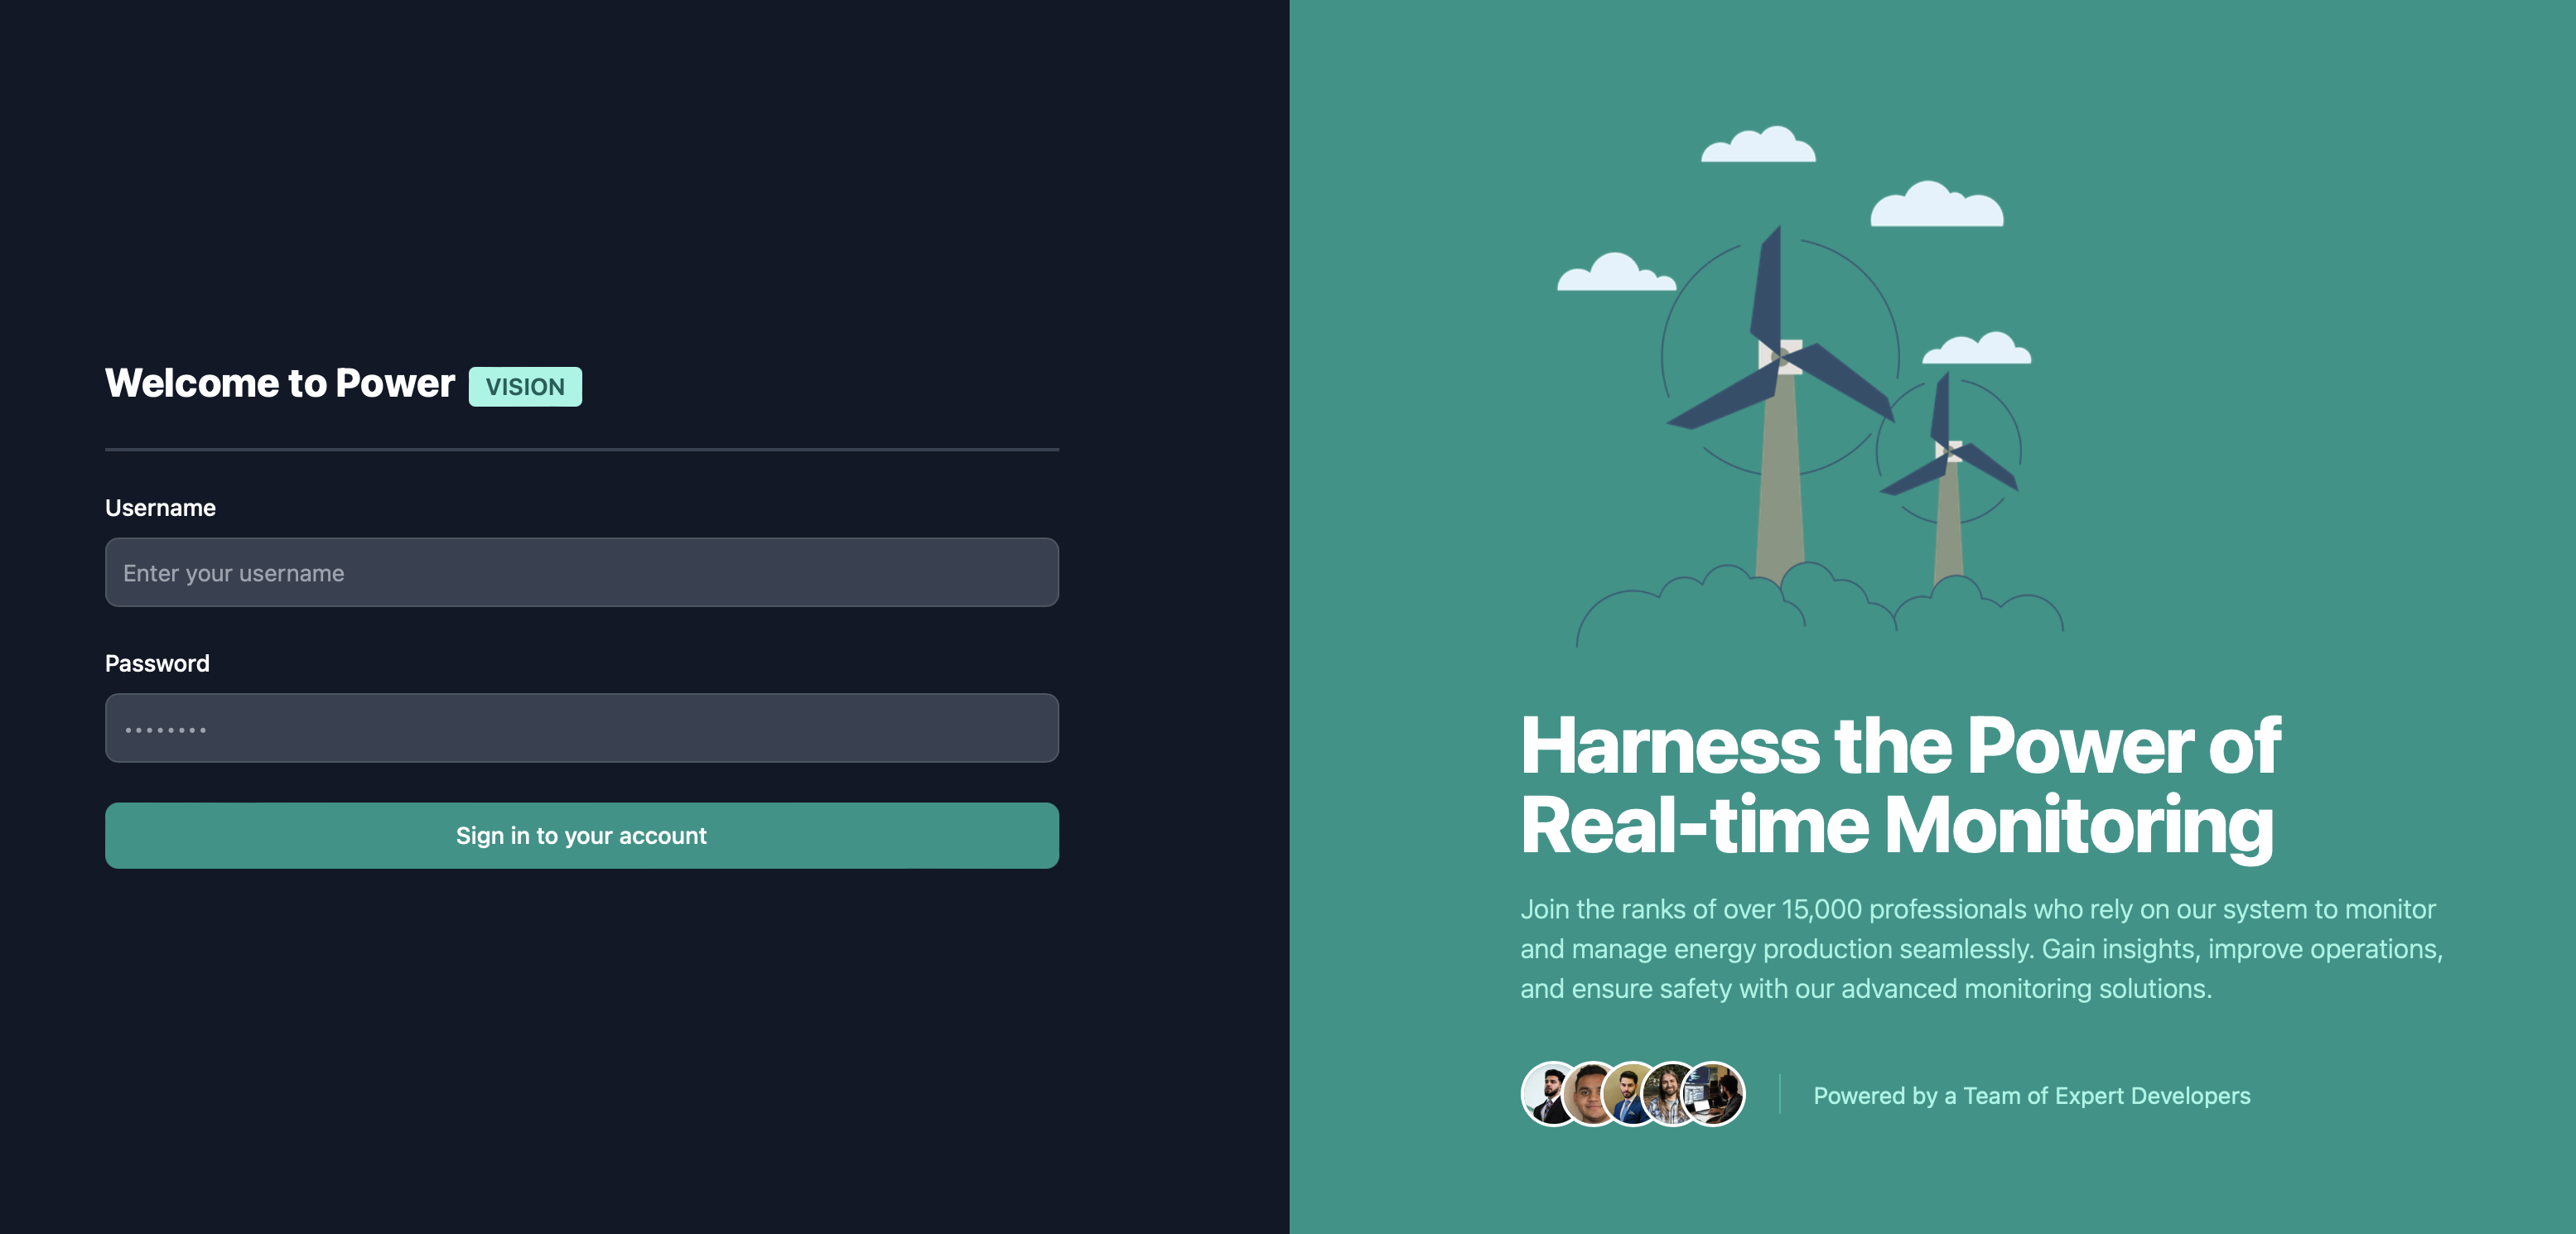 Welcome to Power VISION
Username
Enter your username
Password
••••••••
Sign in to your account
Harness the Power of
Real-time Monitoring
Join the ranks of over 15,000 professionals who rely on our system to monitor
and manage energy production seamlessly. Gain insights, improve operations,
and ensure safety with our advanced monitoring solutions.
Powered by a Team of Expert Developers